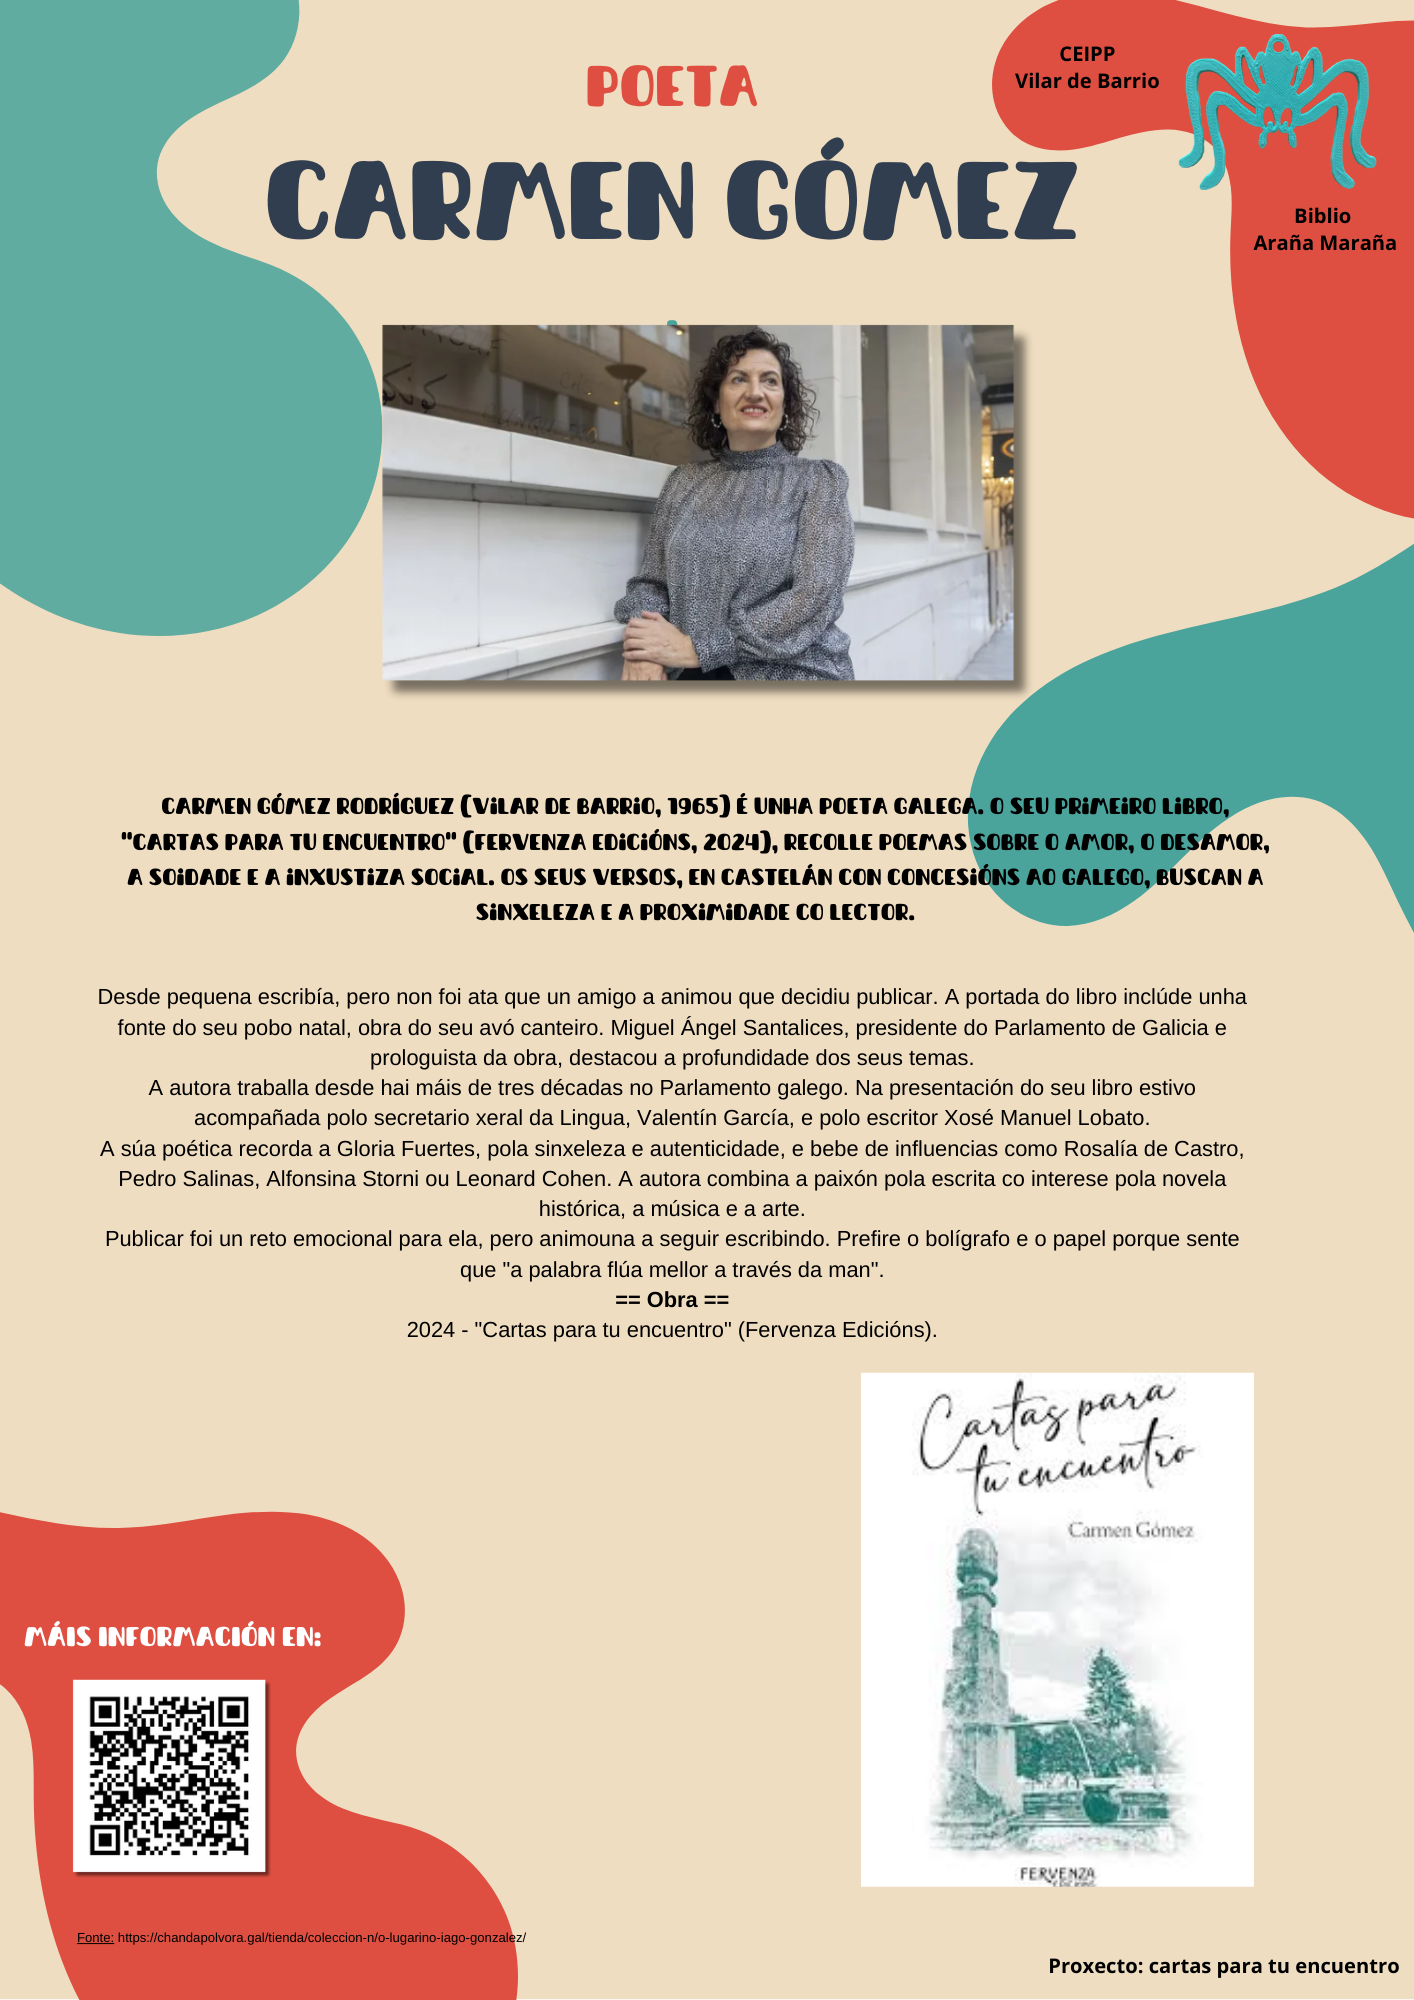 POETA
CARMEN GÓMEZ
CEIPP
Vilar de Barrio
Biblio
Araña Maraña
CARMEN GÓMEZ RODRÍGUEZ (VILAR DE BARRIO, 1965) É UNHA POETA GALEGA. O SEU PRIMEIRO LIBRO,
"CARTAS PARA TU ENCUENTRO" (FERVENZA EDICIÓNS, 2024), RECOLLE POEMAS SOBRE O AMOR, O DESAMOR,
A SOIDADE E A INXUSTIZA SOCIAL. OS SEUS VERSOS, EN CASTELÁN CON CONCESIÓNS AO GALEGO, BUSCAN A
SINXELEZA E A PROXIMIDADE CO LECTOR.
Desde pequena escribía, pero non foi ata que un amigo a animou que decidiu publicar. A portada do libro inclúde unha
fonte do seu pobo natal, obra do seu avó canteiro. Miguel Ángel Santalices, presidente do Parlamento de Galicia e
prologuista da obra, destacou a profundidade dos seus temas.
A autora traballa desde hai máis de tres décadas no Parlamento galego. Na presentación do seu libro estivo
acompañada polo secretario xeral da Lingua, Valentín García, e polo escritor Xosé Manuel Lobato.
A súa poética recorda a Gloria Fuertes, pola sinxeleza e autenticidade, e bebe de influencias como Rosalía de Castro,
Pedro Salinas, Alfonsina Storni ou Leonard Cohen. A autora combina a paixón pola escrita co interese pola novela
histórica, a música e a arte.
Publicar foi un reto emocional para ela, pero animouna a seguir escribindo. Prefire o bolígrafo e o papel porque sente
que "a palabra flúa mellor a través da man".
== Obra ==
2024 - "Cartas para tu encuentro" (Fervenza Edicións).
Cartas para
tu encuentro
Carmen Gómez
FERVENZA
MÁIS INFORMACIÓN EN:
Fonte: https://chandapolvora.gal/tienda/coleccion-n/o-lugarino-iago-gonzalez/
Proxecto: cartas para tu encuentro